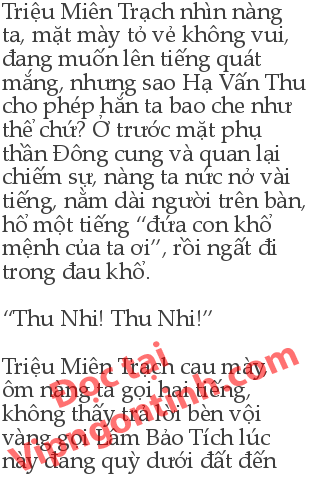 Triệu Miên Trạch nhìn nàng
ta, mặt mày tỏ vẻ không vui,
đang muốn lên tiếng quát
mắng, nhưng sao Hạ Vấn Thu
cho phép hắn ta bao che như
thế chứ? Ở trước mặt phụ
thần Đông cung và quan lại
chiếm sự, nàng ta nức nở vài
tiếng, nằm dài người trên bàn,
hổ một tiếng “đứa con khổ
mệnh của ta ơi”, rồi ngất đi
trong đau khổ.
“Thu Nhi! Thu Nhi!”
Triệu Miên Trạch cau mày,
ôm nàng ta gọi hai tiếng,
không thấy trả lời bèn vội
vàng gọi Lâm Bảo Tích lúc
này đang quỳ dưới đất đến
Đọc tại
Vipngontinh.com